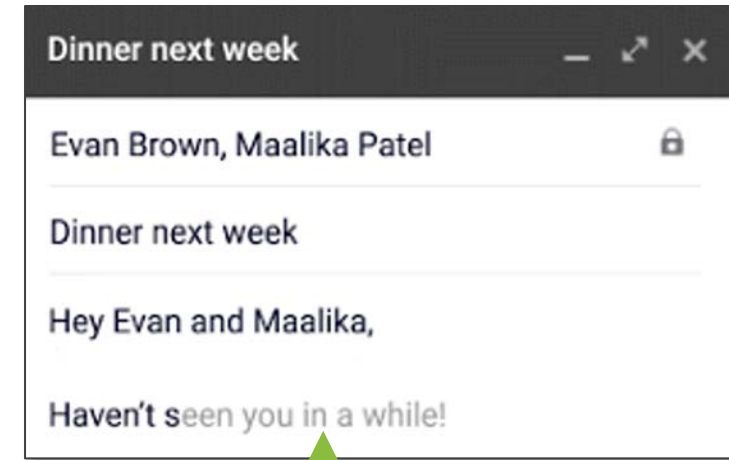 Dinner next week
Evan Brown, Maalika Patel
Dinner next week
Hey Evan and Maalika,
Haven't seen you in a while!